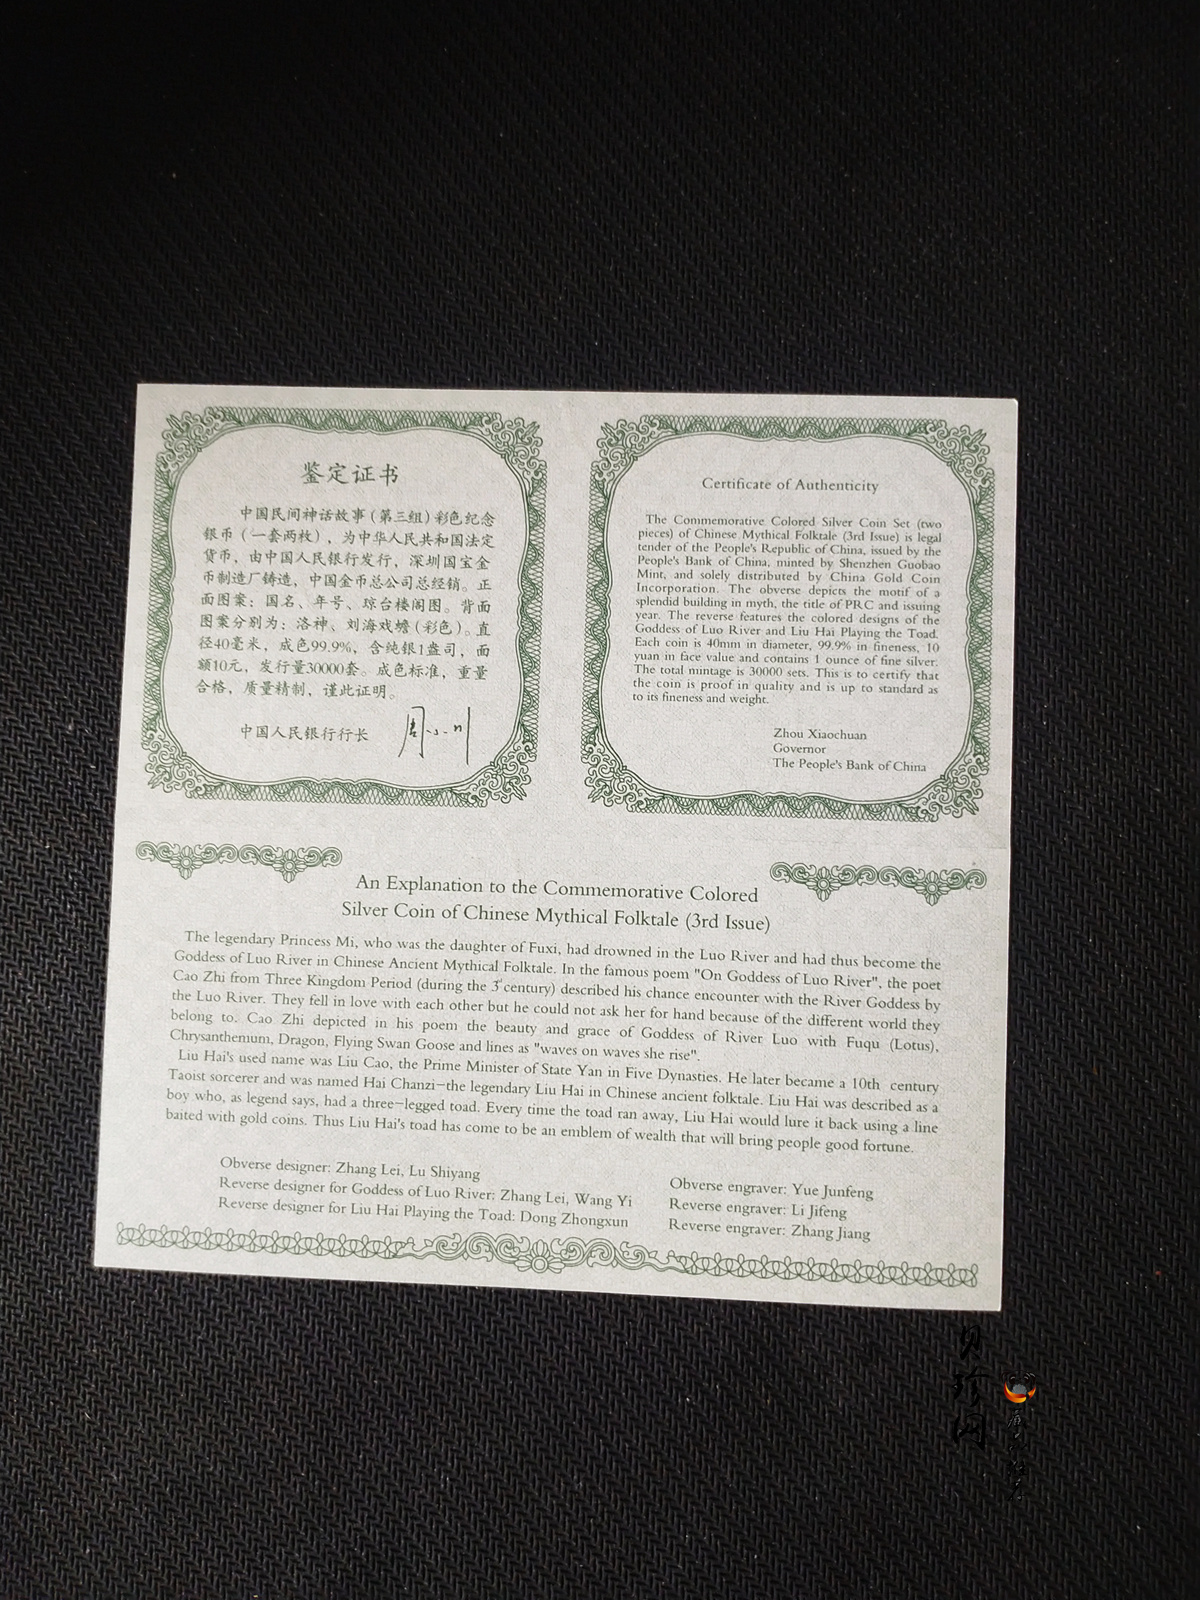 鉴定证书
中国民间神话故事(第三组)彩色纪念
银币(一套两枚)，为中华人民共和国法定
货币，由中国人民银行发行，深圳国宝金
币制造厂铸造，中国金币总公司总经销。正
面图案：国名、年号、琼台楼阁图。背面
图案分别为：洛神、刘海戏蟾(彩色)。直
径40毫米，成色99.9%，含纯银1盎司，面
额10元，发行量30000套。成色标准，重量
合格，质量精制，谨此证明。
中国人民银行行长 周小川
Certificate of Authenticity
The Commemorative Colored Silver Coin Set (two
pieces) of Chinese Mythical Folktale (3rd Issue) is legal
tender of the People's Republic of China, issued by the
People's Bank of China, minted by Shenzhen Guobao
Mint, and solely distributed by China Gold Coin
Incorporation. The obverse depicts the motif of a
splendid building in myth, the title of PRC and issuing
year. The reverse features the colored designs of the
Goddess of Luo River and Liu Hai Playing the Toad.
Each coin is 40mm in diameter, 99.9% in fineness, 10
yuan in face value and contains 1 ounce of fine silver.
The total mintage is 30000 sets. This is to certify that
the coin is proof in quality and is up to standard as
to its fineness and weight.
Zhou Xiaochuan
Governor
The People's Bank of China
An Explanation to the Commemorative Colored
Silver Coin of Chinese Mythical Folktale (3rd Issue)
The legendary Princess Mi, who was the daughter of Fuxi, had drowned in the Luo River and had thus become the
Goddess of Luo River in Chinese Ancient Mythical Folktale. In the famous poem "On Goddess of Luo River", the poet
Cao Zhi from Three Kingdom Period (during the 3rd century) described his chance encounter with the River Goddess by
the Luo River. They fell in love with each other but he could not ask her for hand because of the different world they
belong to. Cao Zhi depicted in his poem the beauty and grace of Goddess of River Luo with Fuqu (Lotus),
Chrysanthemum, Dragon, Flying Swan Goose and lines as "waves on waves she rise".
Liu Hai's used name was Liu Cao, the Prime Minister of State Yan in Five Dynasties. He later became a 10th century
Taoist sorcerer and was named Hai Chanzi-the legendary Liu Hai in Chinese ancient folktale. Liu Hai was described as a
boy who, as legend says, had a three-legged toad. Every time the toad ran away, Liu Hai would lure it back using a line
baited with gold coins. Thus Liu Hai's toad has come to be an emblem of wealth that will bring people good fortune.
Obverse designer: Zhang Lei, Lu Shiyang
Reverse designer for Goddess of Luo River: Zhang Lei, Wang Yi
Reverse designer for Liu Hai Playing the Toad: Dong Zhongxun
Obverse engraver: Yue Junfeng
Reverse engraver: Li Jifeng
Reverse engraver: Zhang Jiang
贝珍网